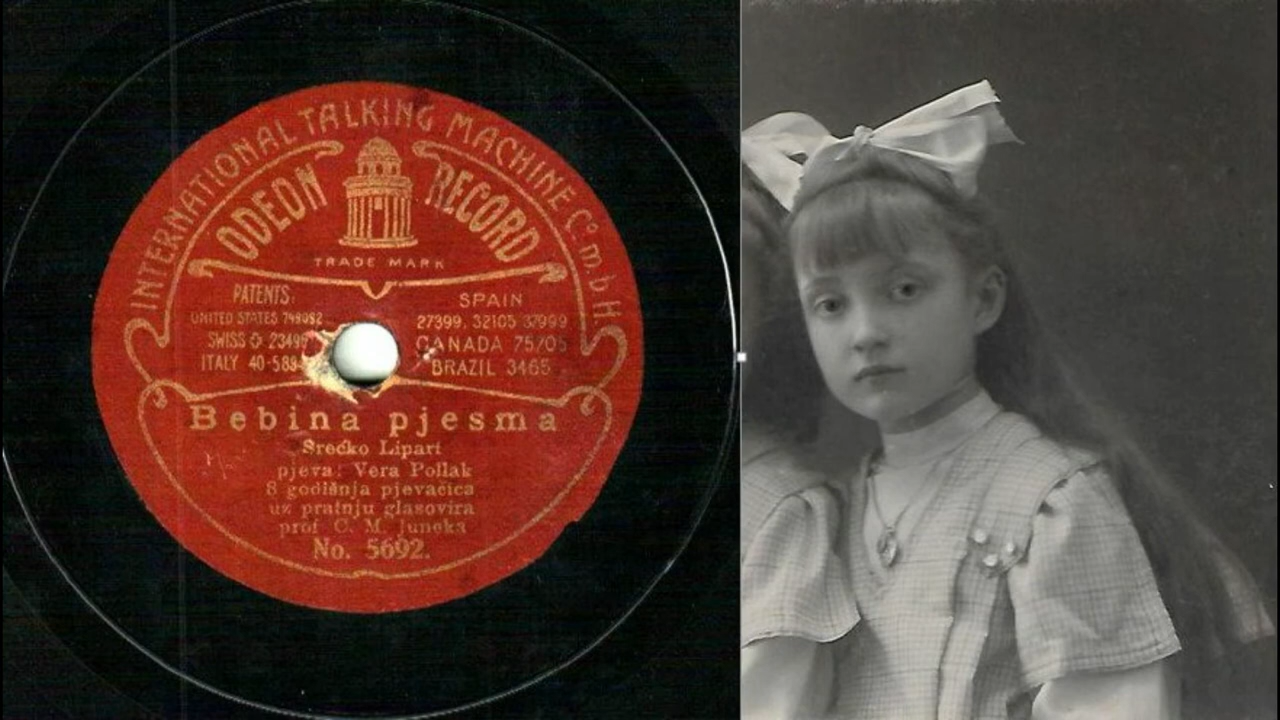 INTERNATIONAL TALKING MACHINE Co. m.b.H.
ODEON RECORD
TRADE MARK
PATENTS:
UNITED STATES 749092
SWISS 23496
ITALY 40-588
SPAIN
27399, 32105 37999
CANADA 75705
BRAZIL 3465
Bebina pjesma
Srećko Lipart
pjeva: Vera Pollak
8 godišnja pjevačica
uz pratnju glasovira
prof. C. M. Juneka
No. 5692.